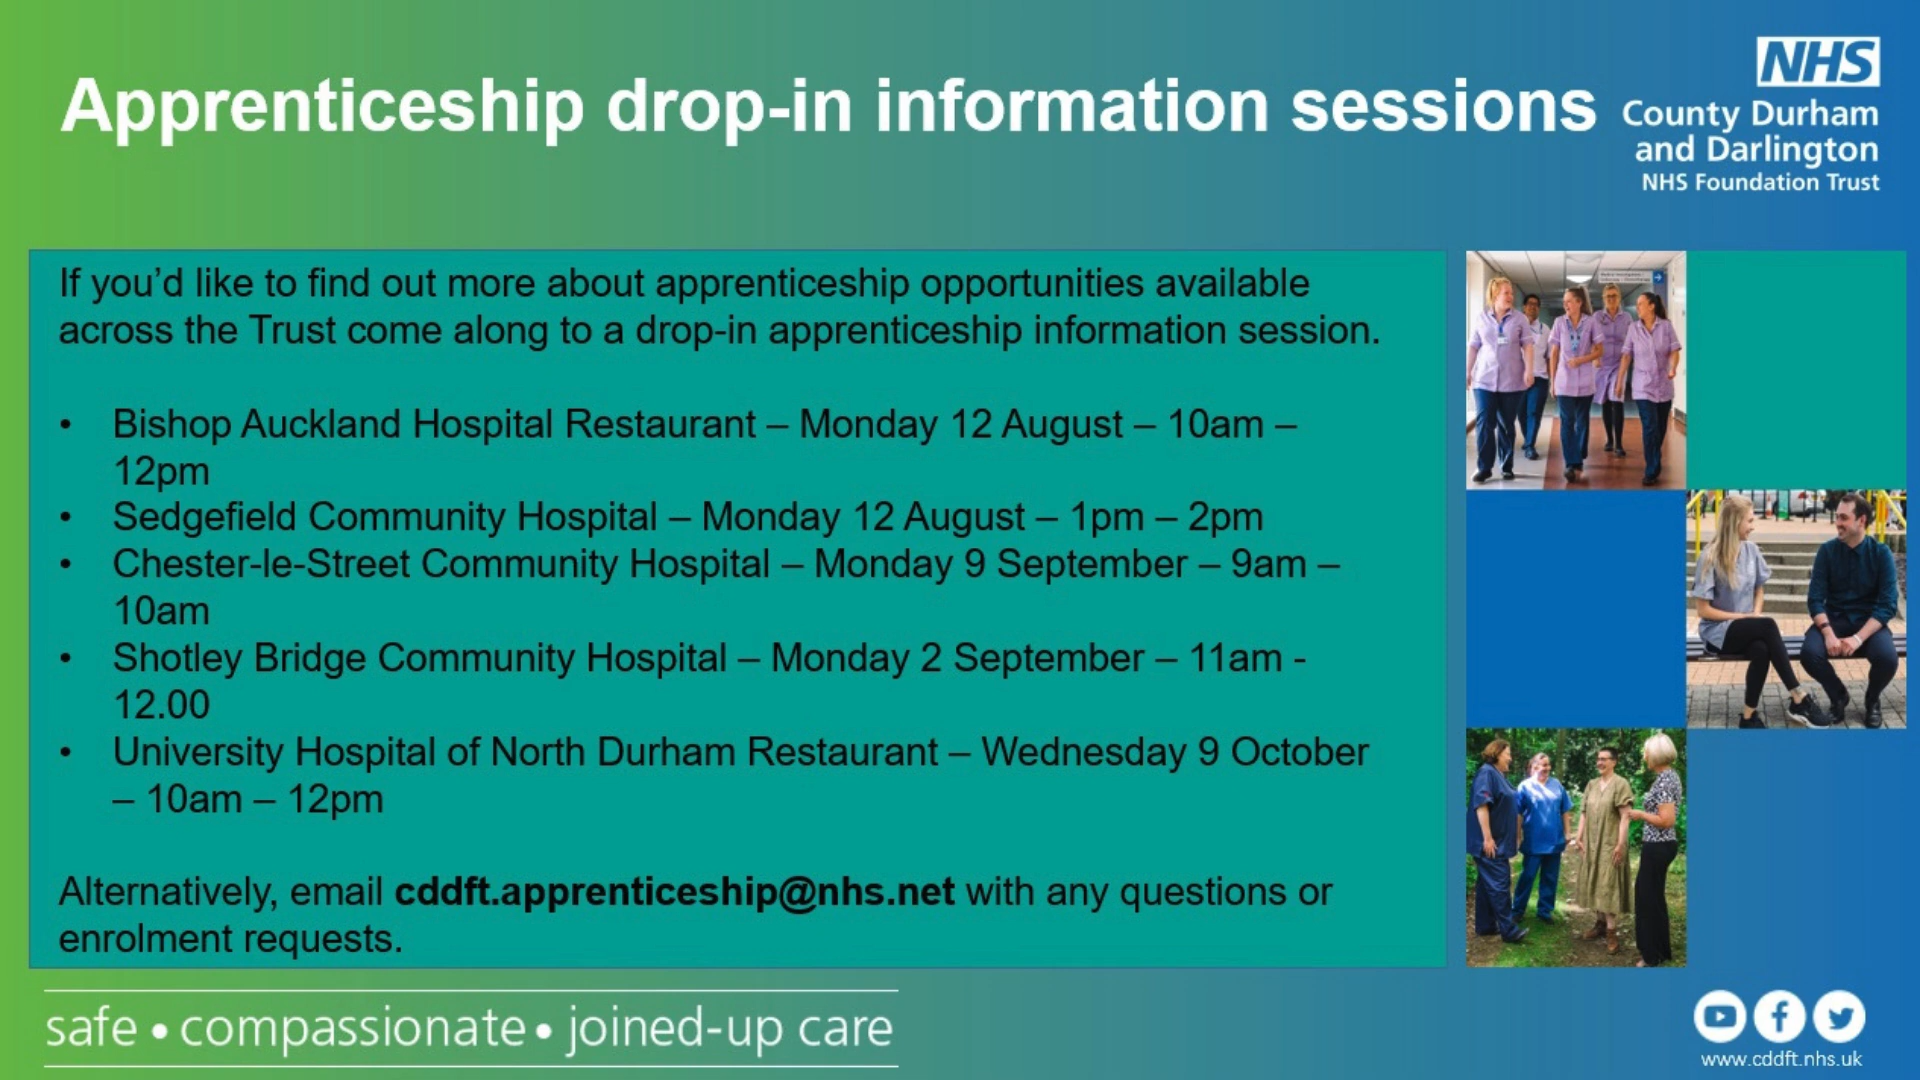 Apprenticeship drop-in information sessions
NHS
County Durham
and Darlington
NHS Foundation Trust
If you’d like to find out more about apprenticeship opportunities available
across the Trust come along to a drop-in apprenticeship information session.
• Bishop Auckland Hospital Restaurant – Monday 12 August – 10am –
12pm
• Sedgefield Community Hospital – Monday 12 August – 1pm – 2pm
• Chester-le-Street Community Hospital – Monday 9 September – 9am –
10am
• Shotley Bridge Community Hospital – Monday 2 September – 11am -
12.00
• University Hospital of North Durham Restaurant – Wednesday 9 October
– 10am – 12pm
Alternatively, email cddft.apprenticeship@nhs.net with any questions or
enrolment requests.
safe • compassionate • joined-up care
www.cddft.nhs.uk